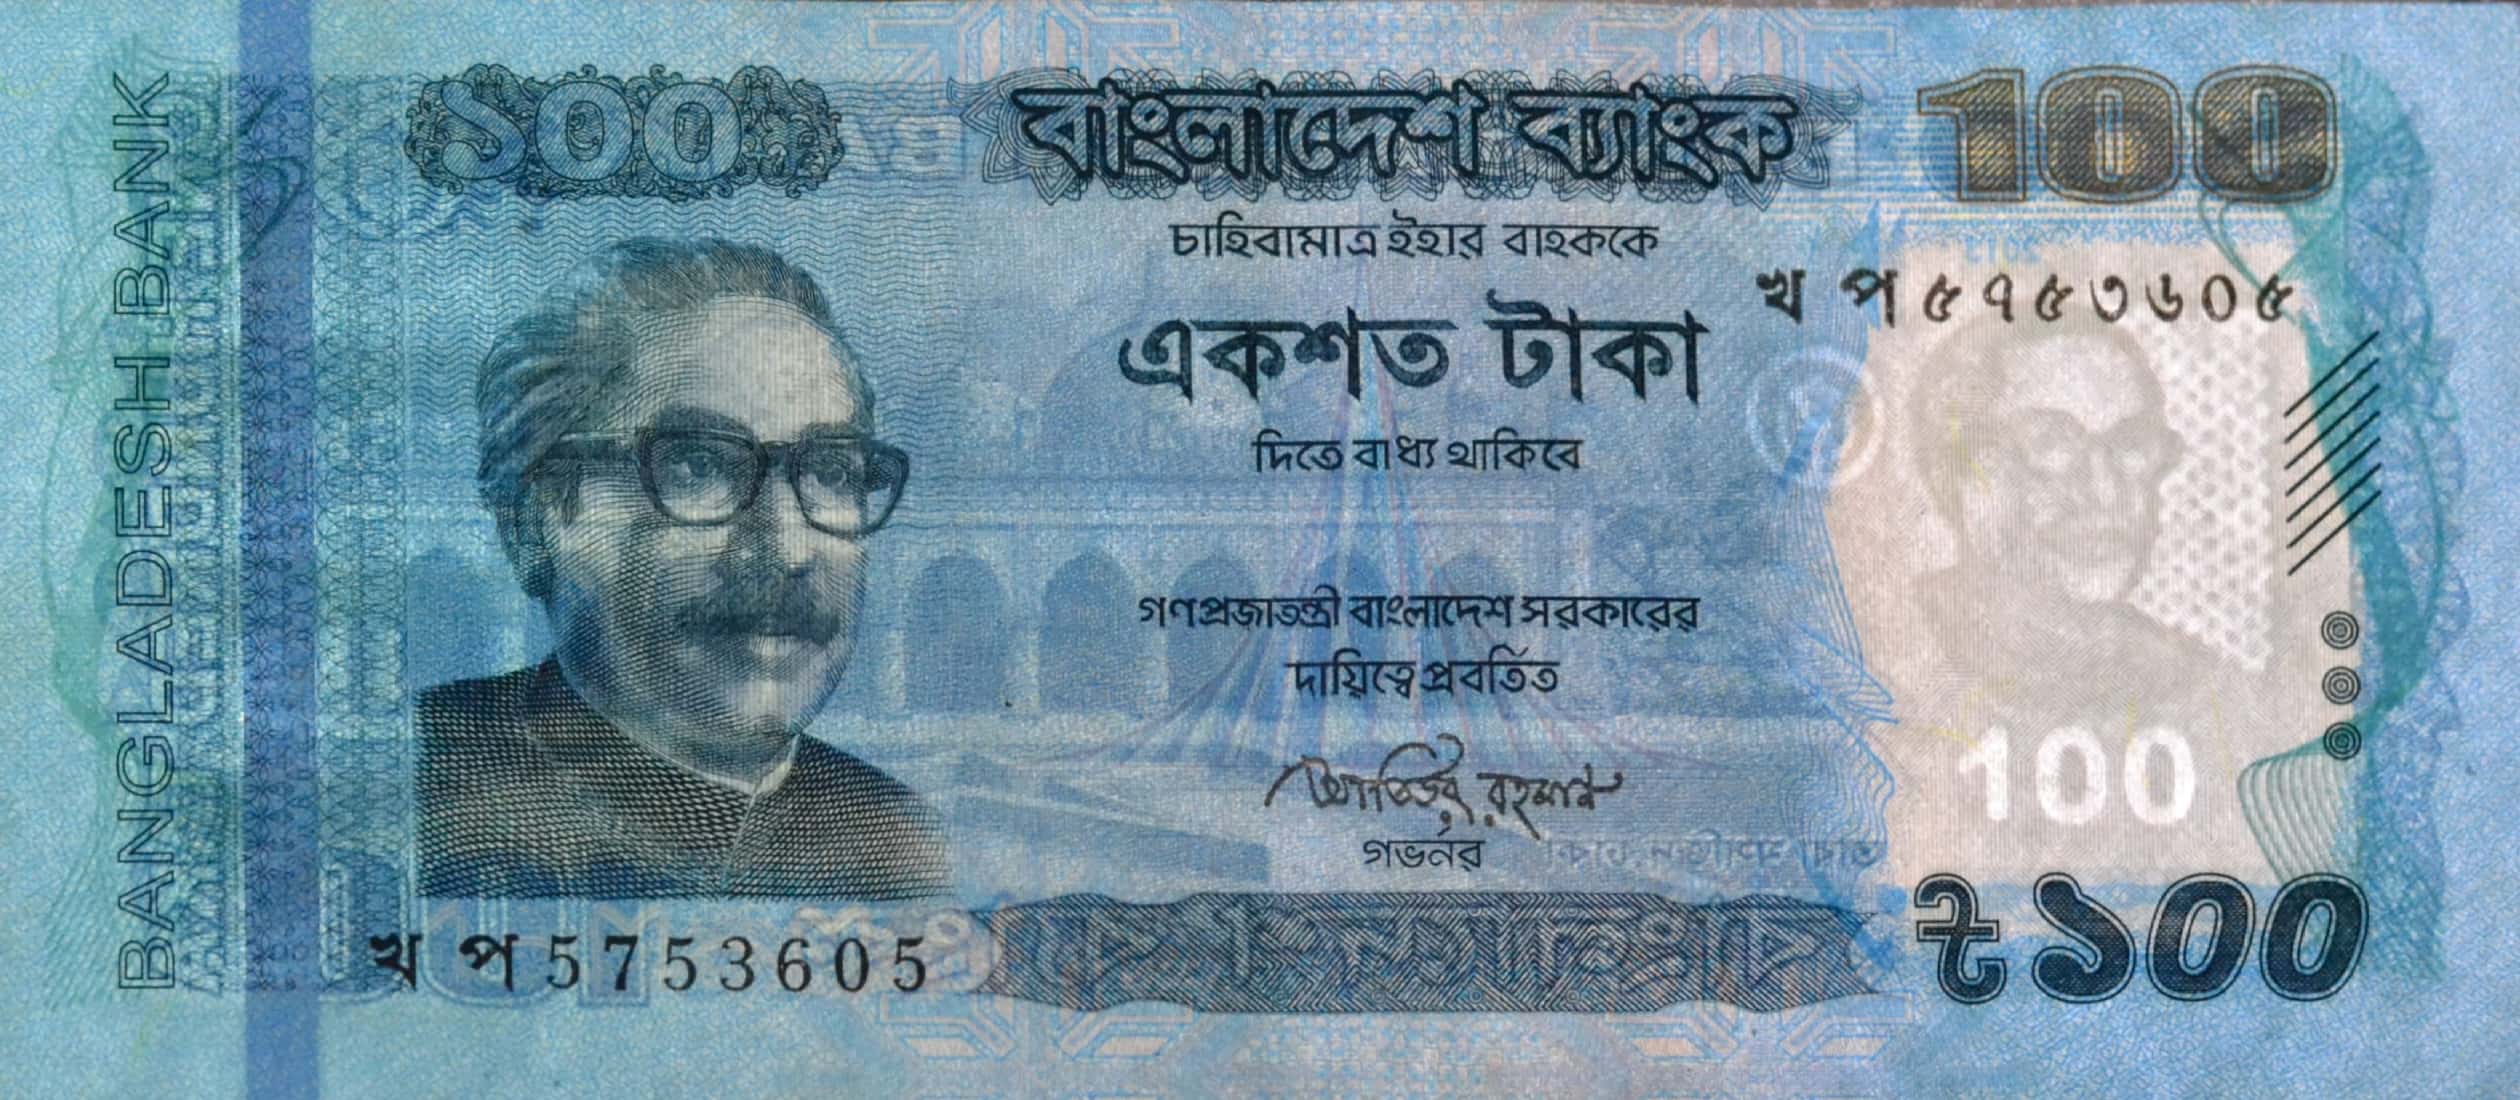 BANGLADESH BANK
১০০
বাংলাদেশ ব্যাংক
100
চাহিবামাত্র ইহার বাহককে
খ প ৫৭৫৩৬০৫
একশত টাকা
দিতে বাধ্য থাকিবে
গণপ্রজাতন্ত্রী বাংলাদেশ সরকারের
দায়িত্বে প্রবর্তিত
100
আতিউর রহমান
গভর্নর
৳১০০
খ প 5753605